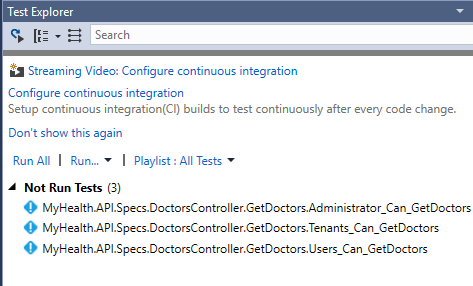 Test Explorer
Search
Streaming Video: Configure continuous integration
Configure continuous integration
Setup continuous integration(CI) builds to test continuously after every code change.
Don't show this again
Run All | Run... | Playlist : All Tests
Not Run Tests (3)
MyHealth.API.Specs.DoctorsController.GetDoctors.Administrator_Can_GetDoctors
MyHealth.API.Specs.DoctorsController.GetDoctors.Tenants_Can_GetDoctors
MyHealth.API.Specs.DoctorsController.GetDoctors.Users_Can_GetDoctors